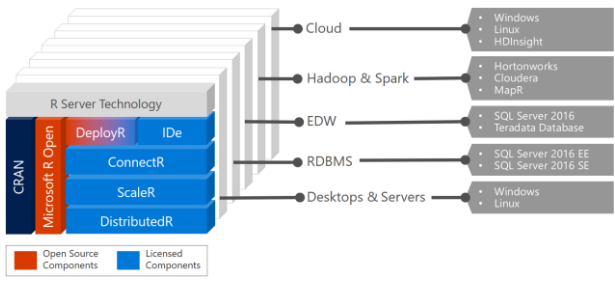 Cloud
Windows
Linux
HDInsight
Hadoop & Spark
Hortonworks
Cloudera
MapR
R Server Technology
EDW
SQL Server 2016
Teradata Database
CRAN
Microsoft R Open
DeployR
IDe
ConnectR
ScaleR
DistributedR
RDBMS
SQL Server 2016 EE
SQL Server 2016 SE
Desktops & Servers
Windows
Linux
Open Source
Components
Licensed
Components